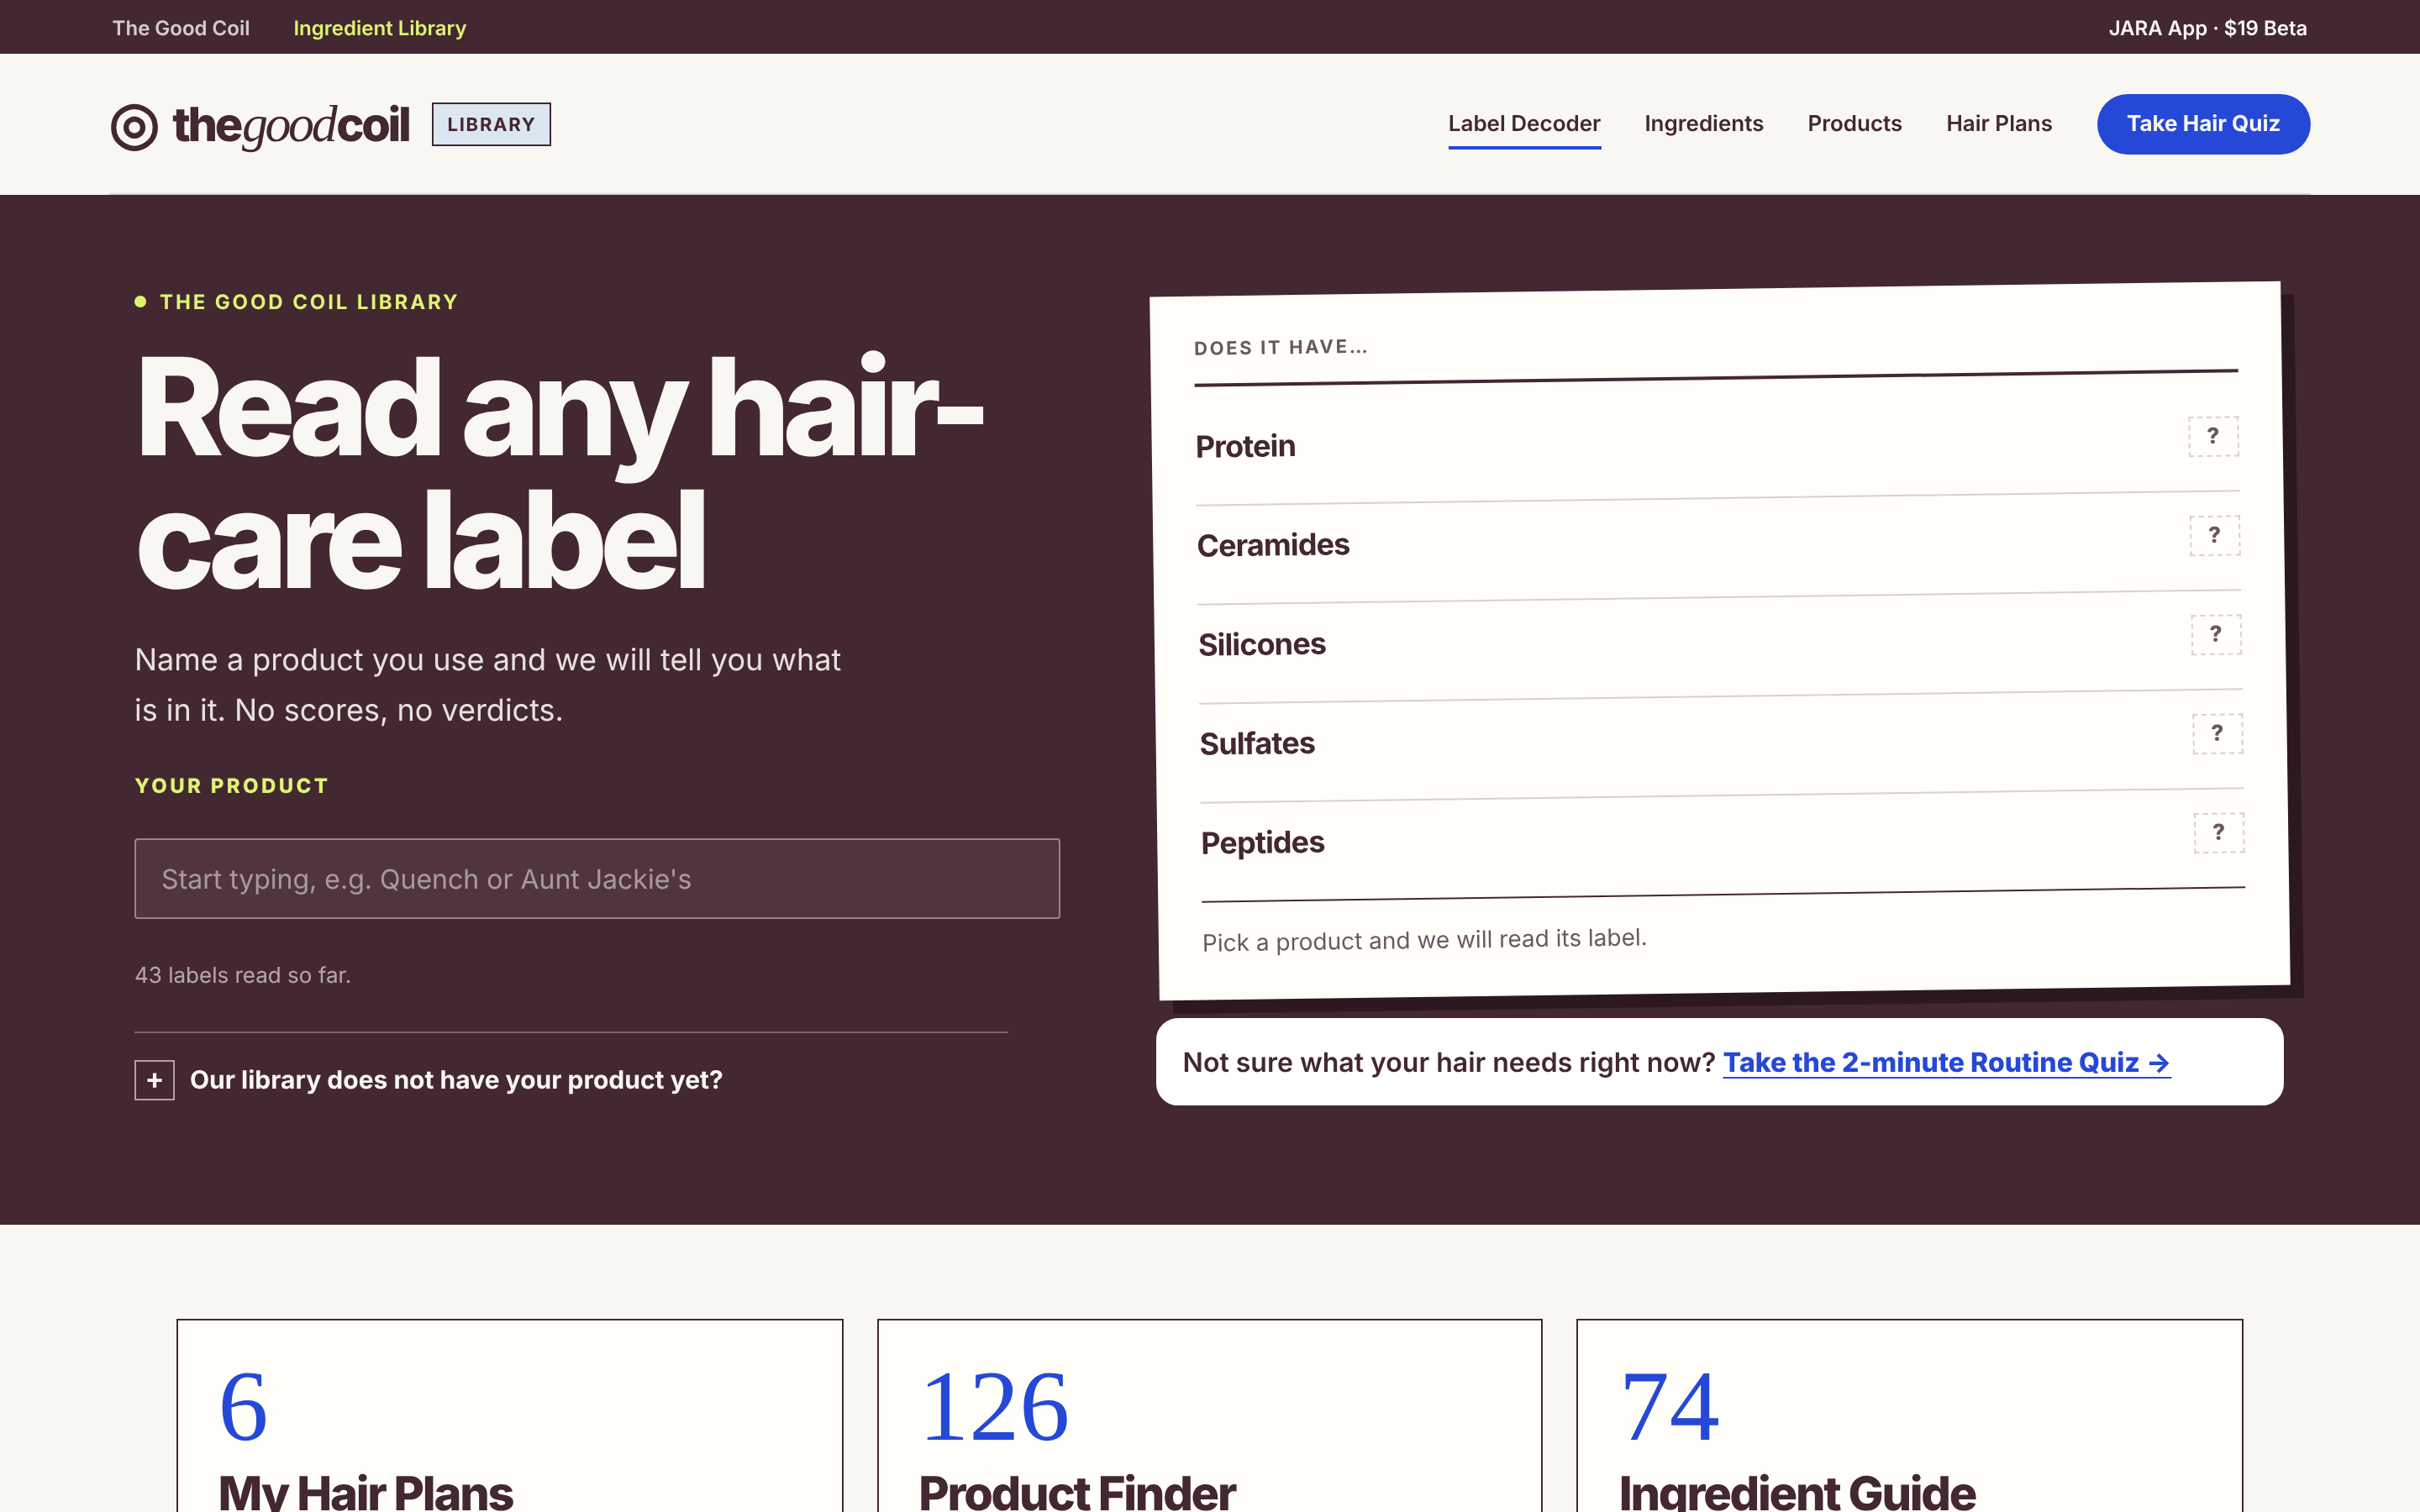 The Good Coil Ingredient Library JARA App · $19 Beta
thegoodcoil LIBRARY Label Decoder Ingredients Products Hair Plans Take Hair Quiz
THE GOOD COIL LIBRARY
Read any hair-
care label
Name a product you use and we will tell you what
is in it. No scores, no verdicts.
YOUR PRODUCT
Start typing, e.g. Quench or Aunt Jackie's
43 labels read so far.
+ Our library does not have your product yet?
DOES IT HAVE...
Protein ?
Ceramides ?
Silicones ?
Sulfates ?
Peptides ?
Pick a product and we will read its label.
Not sure what your hair needs right now? Take the 2-minute Routine Quiz →
6
My Hair Plans
126
Product Finder
74
Ingredient Guide